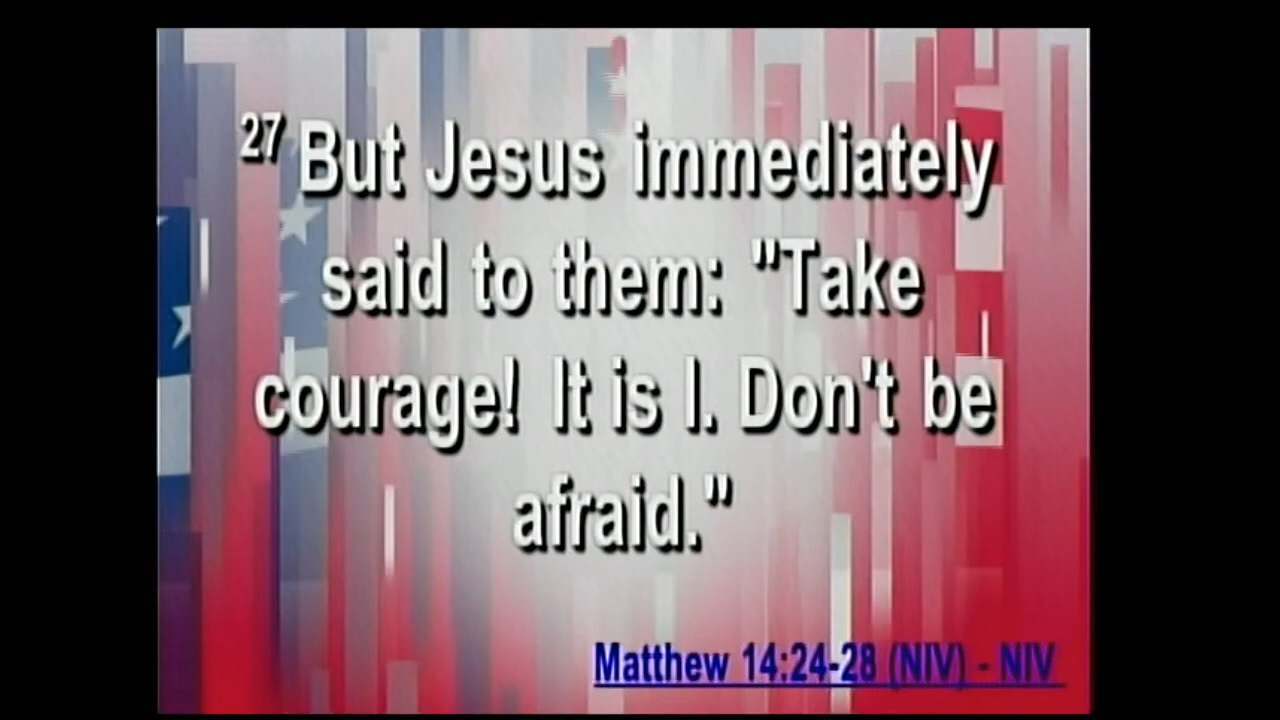 27 But Jesus immediately
said to them: "Take
courage! It is I. Don't be
afraid."
Matthew 14:24-28 (NIV) - NIV